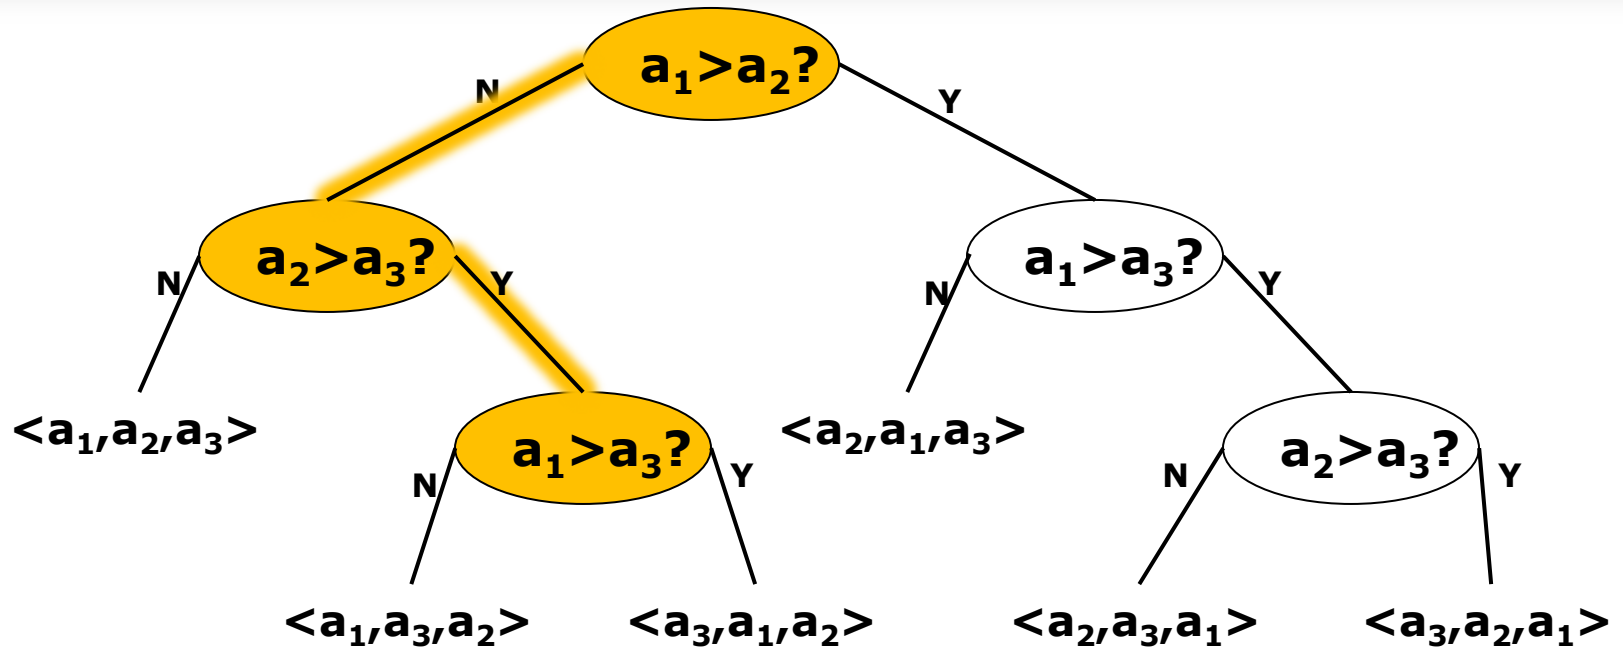 a₁>a₂?
N
Y
a₂>a₃?
a₁>a₃?
N
Y
N
Y
<a₁,a₂,a₃>
a₁>a₃?
<a₂,a₁,a₃>
a₂>a₃?
N
Y
N
Y
<a₁,a₃,a₂>
<a₃,a₁,a₂>
<a₂,a₃,a₁>
<a₃,a₂,a₁>